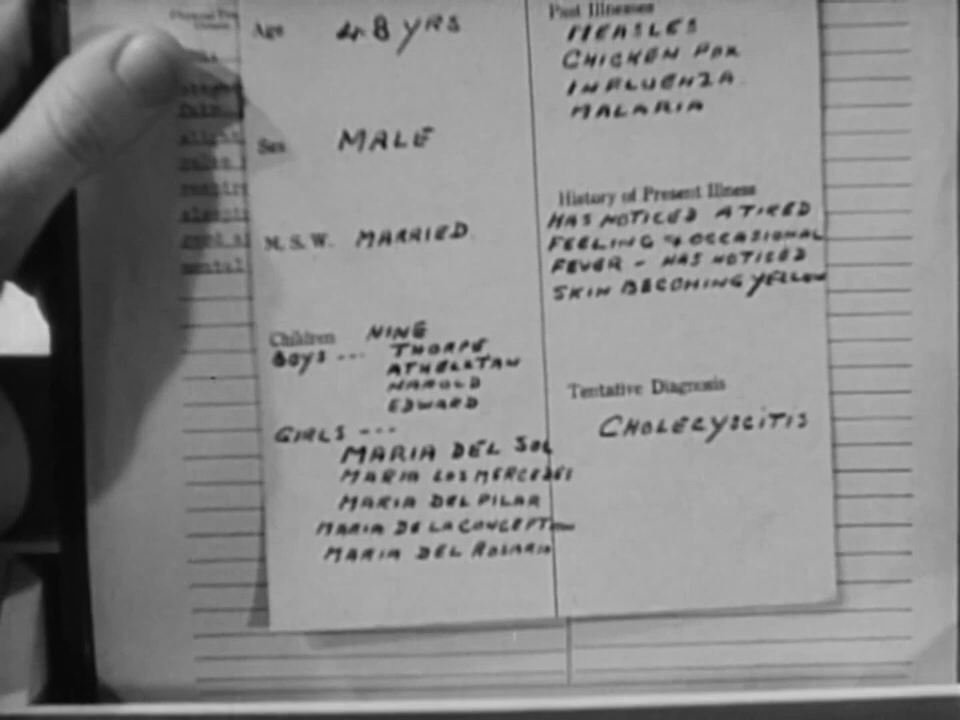 Age 48 YRS
Sex MALE
M. S. W. MARRIED
Children NINE
BOYS --- THORPE
ATHELSTAN
HAROLD
EDWARD
GIRLS ---
MARIA DEL SOL
MARIA LOS MERCEDES
MARIA DEL PILAR
MARIA DE LA CONCEPTION
MARIA DEL ROSARIO
Past Illnesses
MEASLES
CHICKEN POX
INFLUENZA
MALARIA
History of Present Illness
HAS NOTICED A TIRED
FEELING & OCCASIONAL
FEVER - HAS NOTICED
SKIN BECOMING YELLOW
Tentative Diagnosis
CHOLECYSCITIS
mental